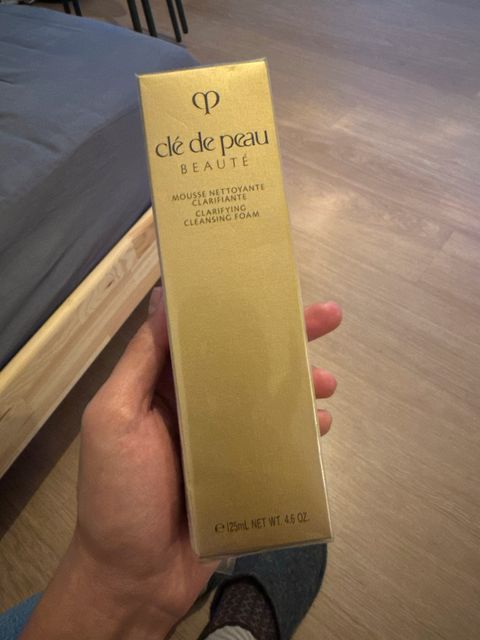 clé de peau
BEAUTÉ
MOUSSE NETTOYANTE
CLARIFIANTE
CLARIFYING
CLEANSING FOAM
℮ 125mL NET WT. 4.6 OZ.